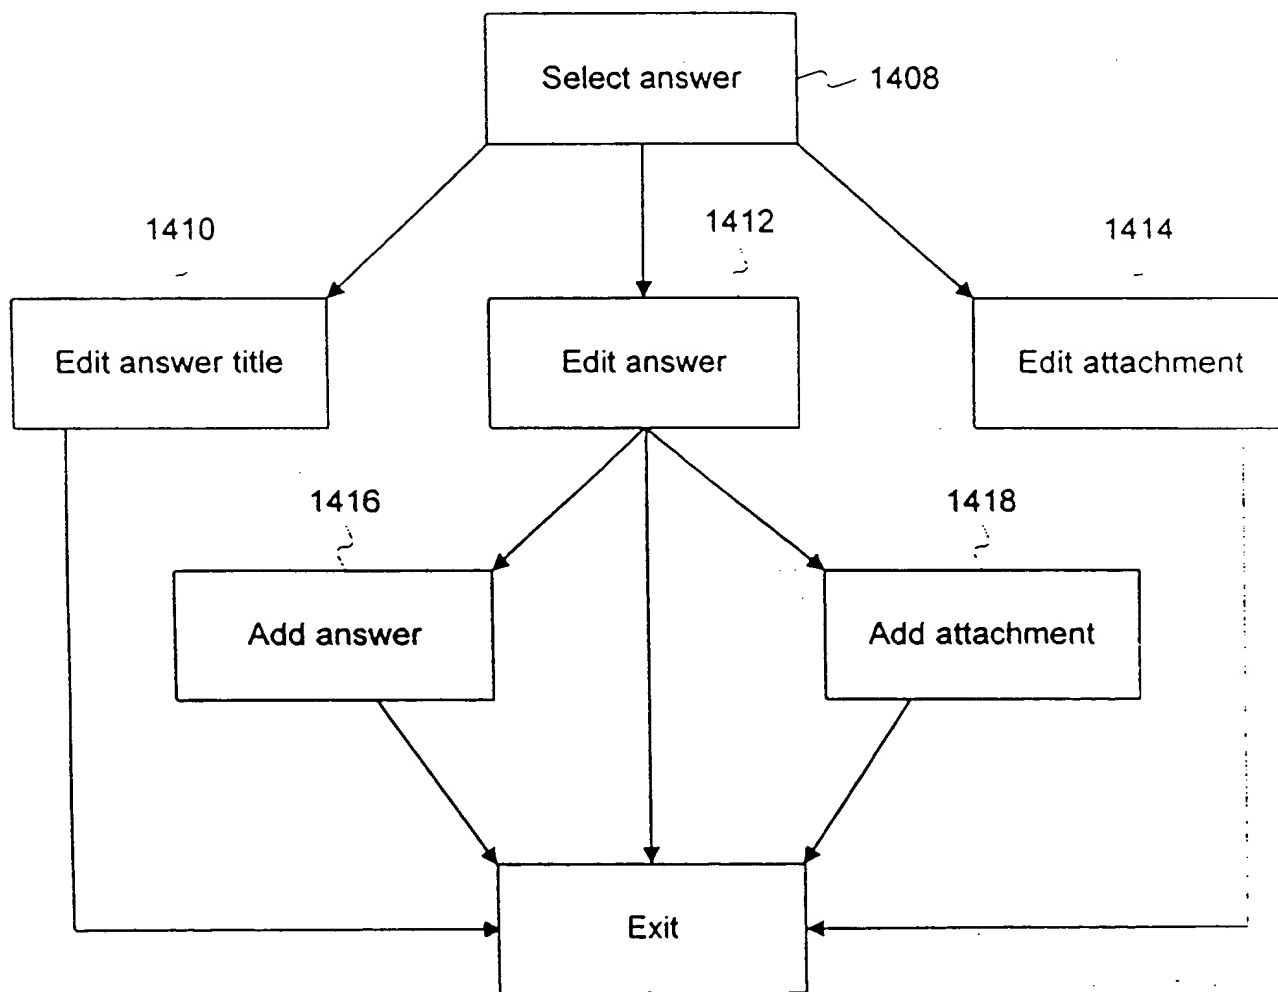 Select answer
1408
1410
1412
1414
Edit answer title
Edit answer
Edit attachment
1416
1418
Add answer
Add attachment
Exit